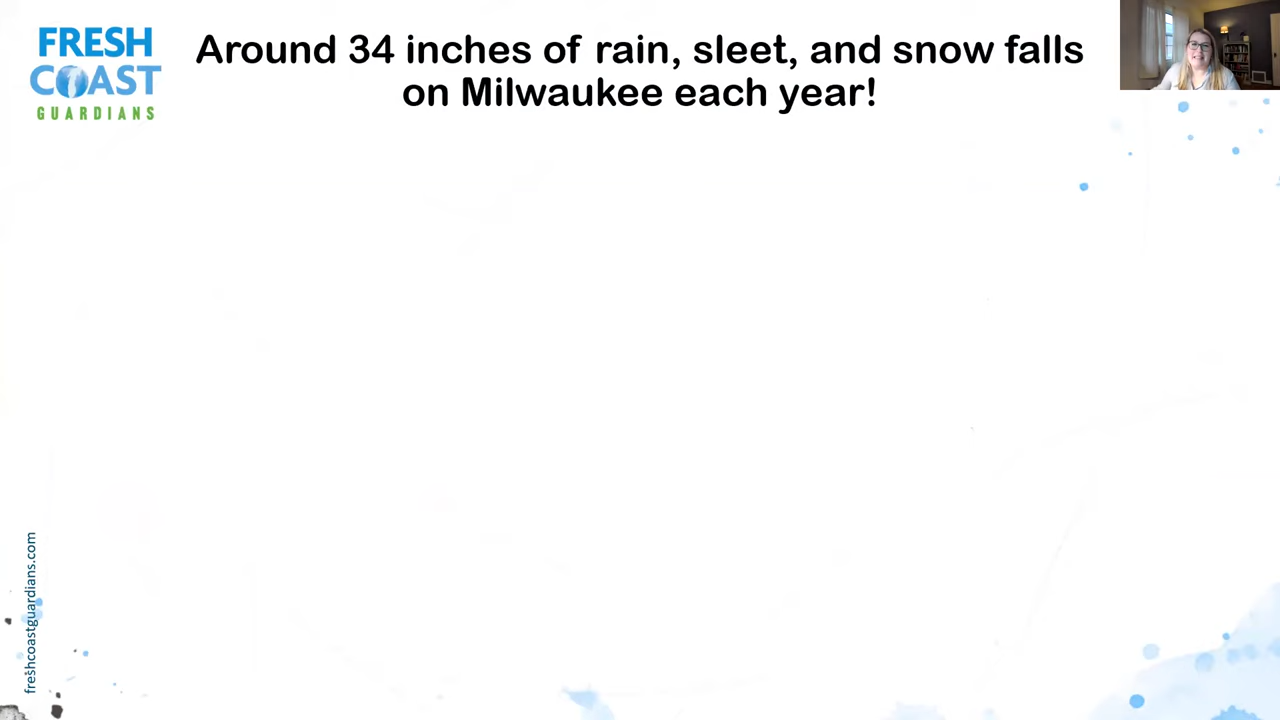 FRESH
COAST
GUARDIANS
Around 34 inches of rain, sleet, and snow falls
on Milwaukee each year!
freshcoastguardians.com